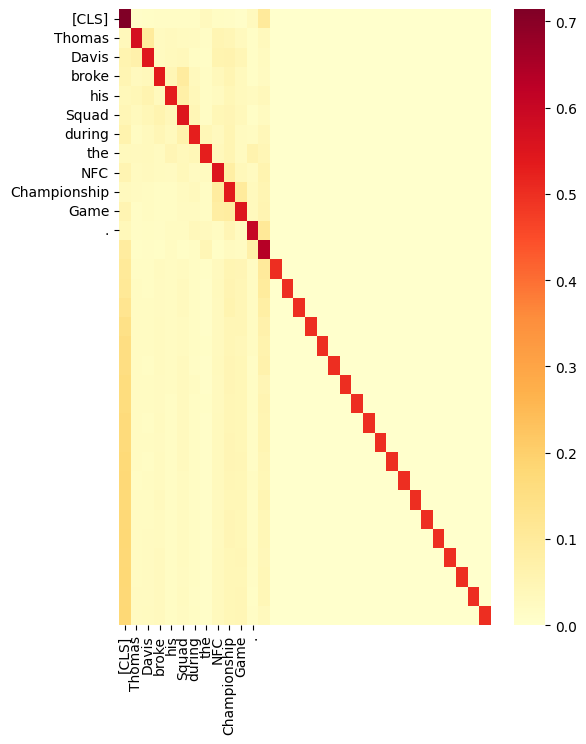 [CLS]
Thomas
Davis
broke
his
Squad
during
the
NFC
Championship
Game
.
[CLS]
Thomas
Davis
broke
his
Squad
during
the
NFC
Championship
Game
.
0.7
0.6
0.5
0.4
0.3
0.2
0.1
0.0